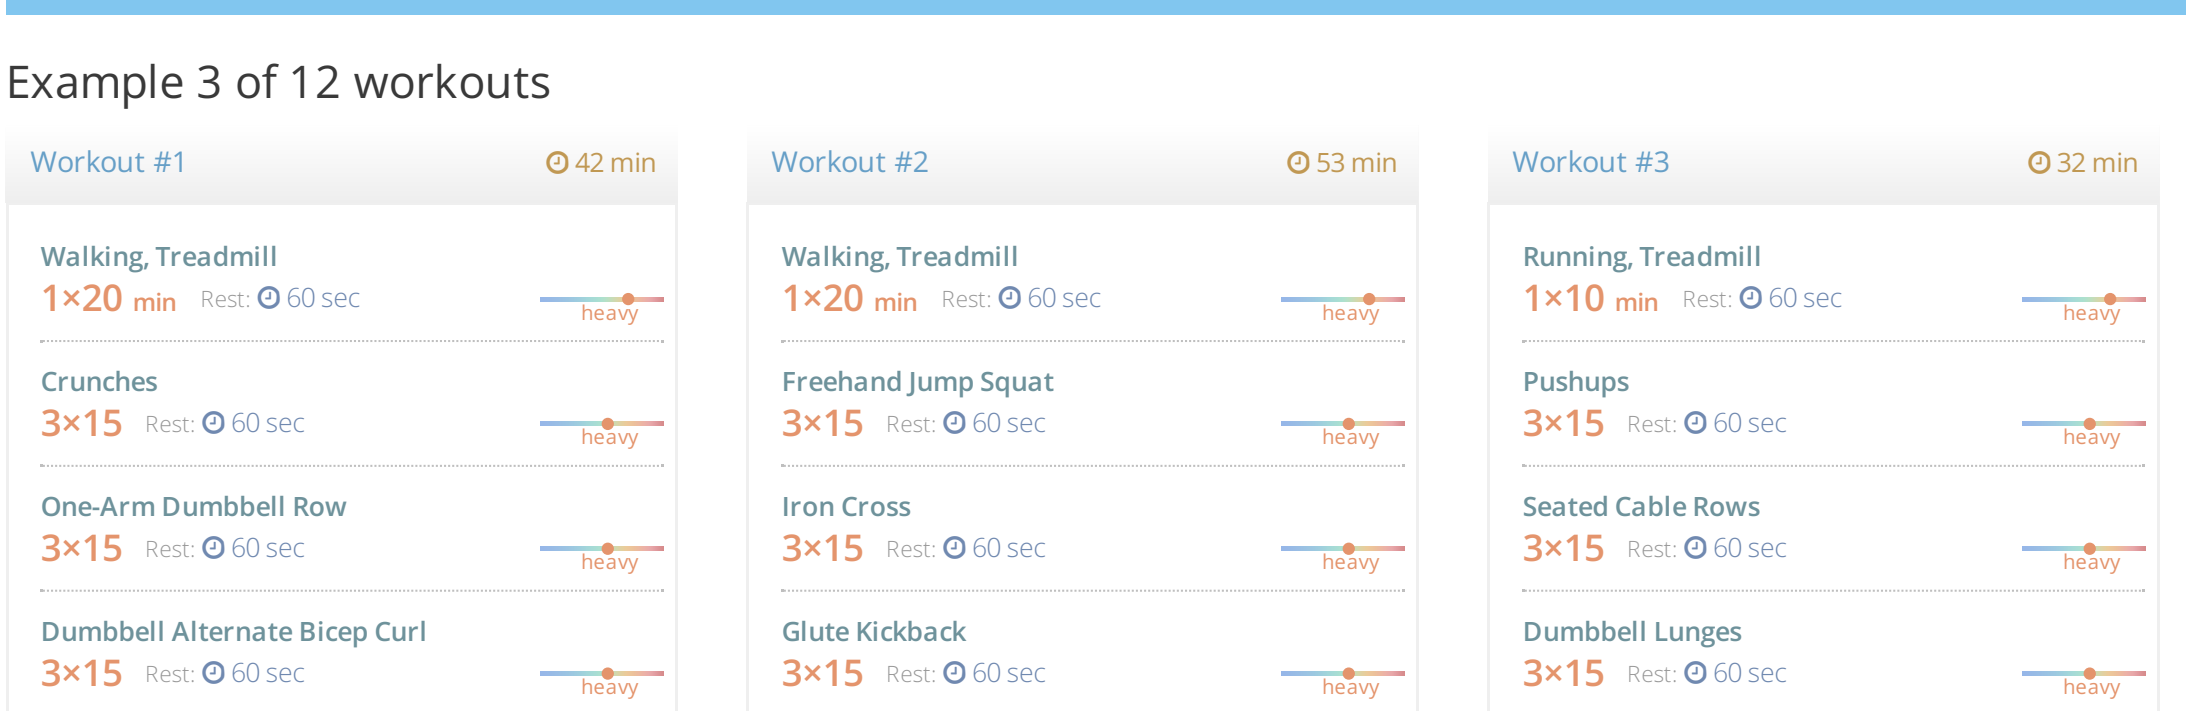 Example 3 of 12 workouts
Workout #1 42 min
Walking, Treadmill
1×20 min Rest: 60 sec
heavy
Crunches
3×15 Rest: 60 sec
heavy
One-Arm Dumbbell Row
3×15 Rest: 60 sec
heavy
Dumbbell Alternate Bicep Curl
3×15 Rest: 60 sec
heavy
Workout #2 53 min
Walking, Treadmill
1×20 min Rest: 60 sec
heavy
Freehand Jump Squat
3×15 Rest: 60 sec
heavy
Iron Cross
3×15 Rest: 60 sec
heavy
Glute Kickback
3×15 Rest: 60 sec
heavy
Workout #3 32 min
Running, Treadmill
1×10 min Rest: 60 sec
heavy
Pushups
3×15 Rest: 60 sec
heavy
Seated Cable Rows
3×15 Rest: 60 sec
heavy
Dumbbell Lunges
3×15 Rest: 60 sec
heavy